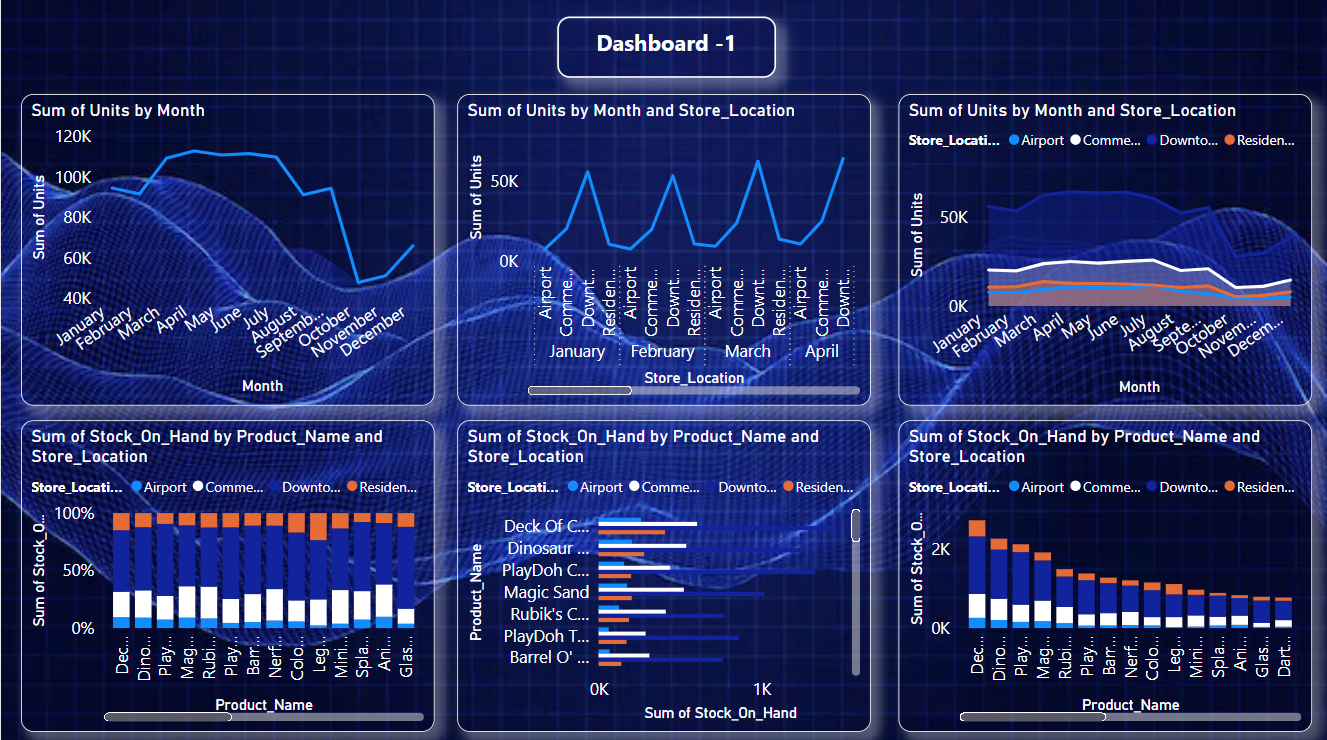 Dashboard -1
Sum of Units by Month
120K
100K
80K
60K
40K
Sum of Units
January
February
March
April
May
June
July
August
Septemb...
October
November
December
Month
Sum of Units by Month and Store_Location
50K
0K
Sum of Units
Airport
Comme...
Downt...
Residen...
Airport
Comme...
Downt...
Residen...
Airport
Comme...
Downt...
Residen...
Airport
Comme...
Downt...
January
February
March
April
Store_Location
Sum of Units by Month and Store_Location
Store_Locati... Airport Comme... Downto... Residen...
50K
0K
Sum of Units
January
February
March
April
May
June
July
August
Septe...
October
Novem...
Decem...
Month
Sum of Stock_On_Hand by Product_Name and
Store_Location
Store_Locati... Airport Comme... Downto... Residen...
100%
50%
0%
Sum of Stock_O...
Dec...
Dino...
Play...
Mag...
Rubi...
Play...
Barr...
Nerf...
Colo...
Leg...
Mini...
Spla...
Ani...
Glas...
Product_Name
Sum of Stock_On_Hand by Product_Name and
Store_Location
Store_Locati... Airport Comme... Downto... Residen...
Product_Name
Deck Of C...
Dinosaur ...
PlayDoh C...
Magic Sand
Rubik's C...
PlayDoh T...
Barrel O' ...
0K
1K
Sum of Stock_On_Hand
Sum of Stock_On_Hand by Product_Name and
Store_Location
Store_Locati... Airport Comme... Downto... Residen...
2K
0K
Sum of Stock_O...
Dec...
Dino...
Play...
Mag...
Rubi...
Play...
Barr...
Nerf...
Colo...
Leg...
Mini...
Spla...
Ani...
Glas...
Dart...
Product_Name